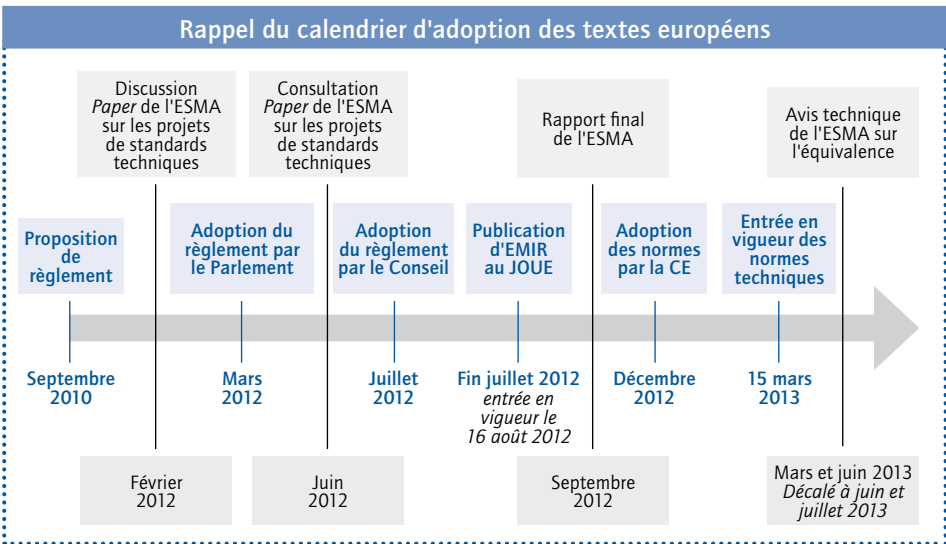 Rappel du calendrier d'adoption des textes européens
Discussion
Paper de l'ESMA
sur les projets
de standards
techniques
Consultation
Paper de l'ESMA
sur les projets
de standards
techniques
Rapport final
de l'ESMA
Avis technique
de l'ESMA sur
l'équivalence
Proposition
de
règlement
Adoption du
règlement par
le Parlement
Adoption
du règlement
par le Conseil
Publication
d'EMIR
au JOUE
Adoption
des normes
par la CE
Entrée en
vigueur des
normes
techniques
Septembre
2010
Mars
2012
Juillet
2012
Fin juillet 2012
entrée en
vigueur le
16 août 2012
Décembre
2012
15 mars
2013
Février
2012
Juin
2012
Septembre
2012
Mars et juin 2013
Décalé à juin et
juillet 2013